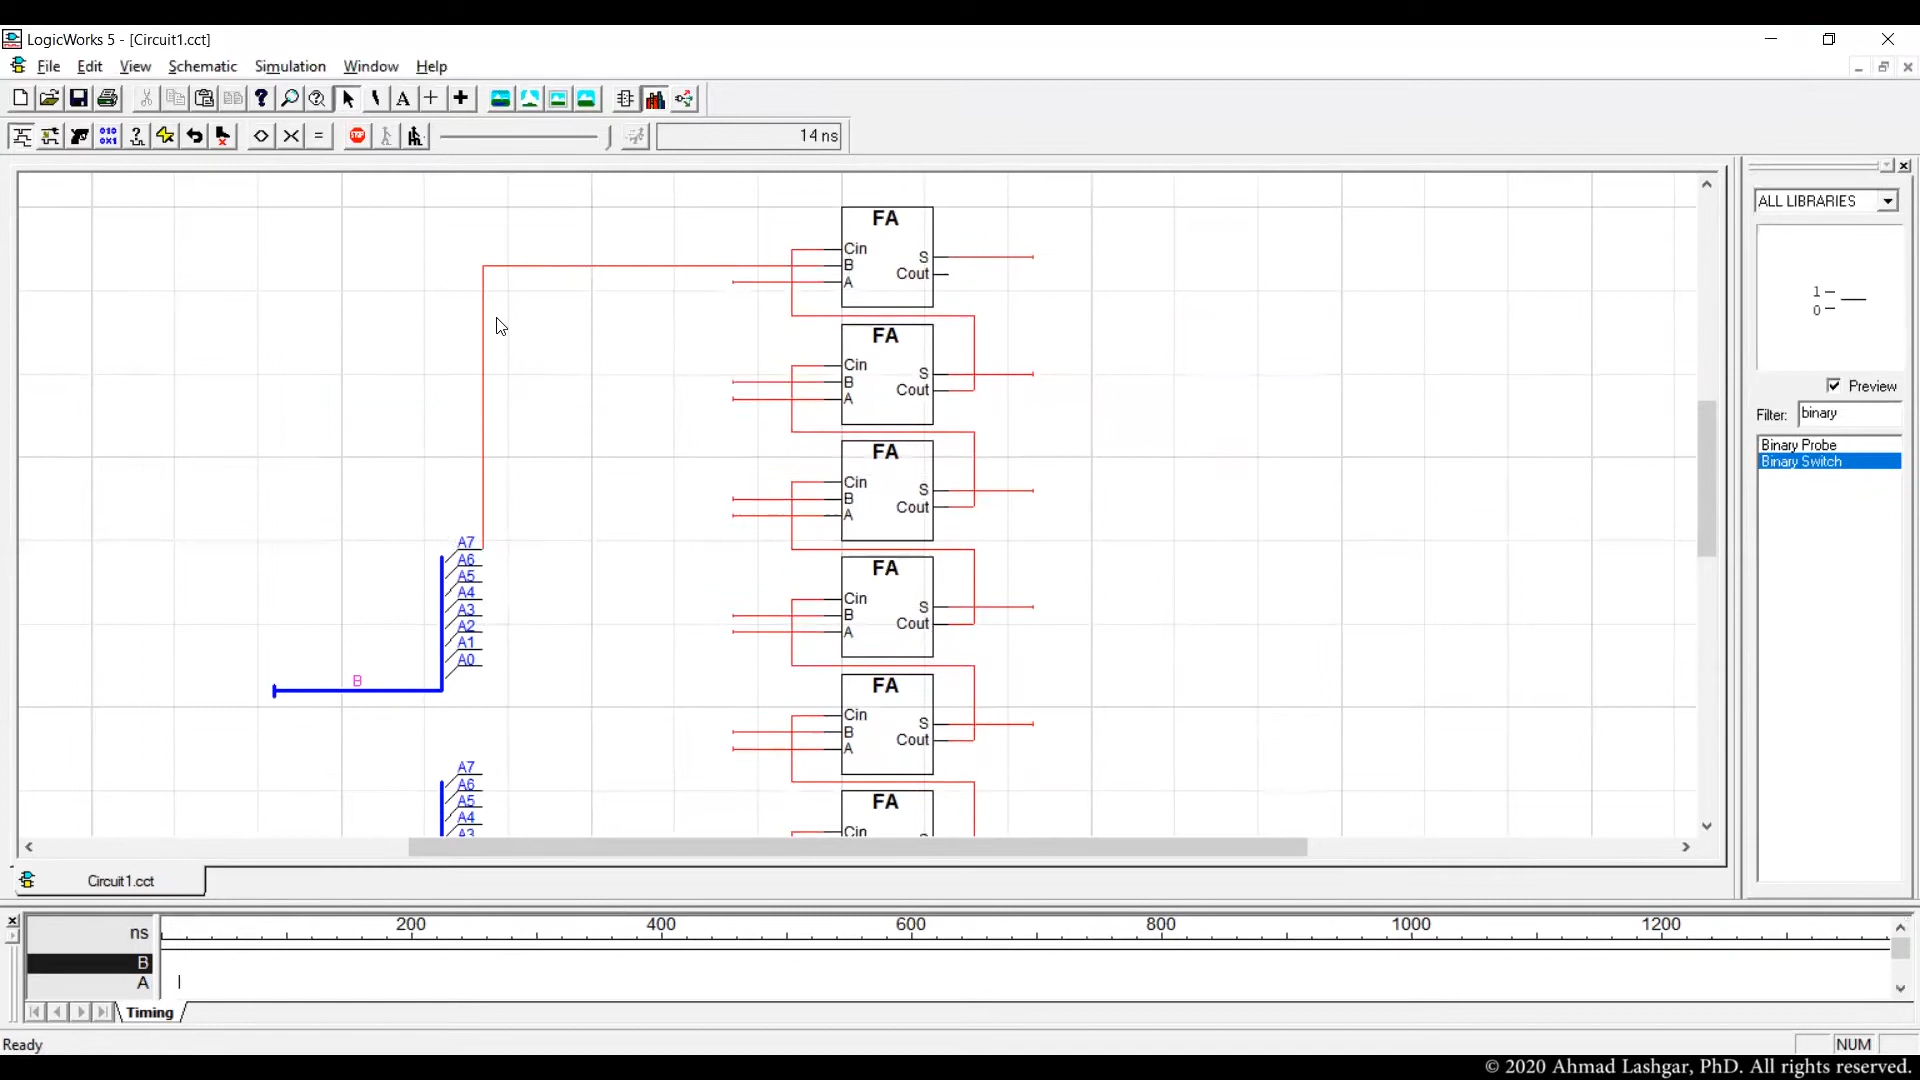 LogicWorks 5 - [Circuit1.cct]
File Edit View Schematic Simulation Window Help
14 ns
ALL LIBRARIES
1
0
Preview
Filter: binary
Binary Probe
Binary Switch
FA
Cin
B
A
S
Cout
FA
Cin
B
A
S
Cout
FA
Cin
B
A
S
Cout
FA
Cin
B
A
S
Cout
FA
Cin
B
A
S
Cout
FA
Cin
A7
A6
A5
A4
A3
A2
A1
A0
B
A7
A6
A5
A4
A3
Circuit1.cct
ns 200 400 600 800 1000 1200
B
A
Timing
Ready
NUM
© 2020 Ahmad Lashgar, PhD. All rights reserved.